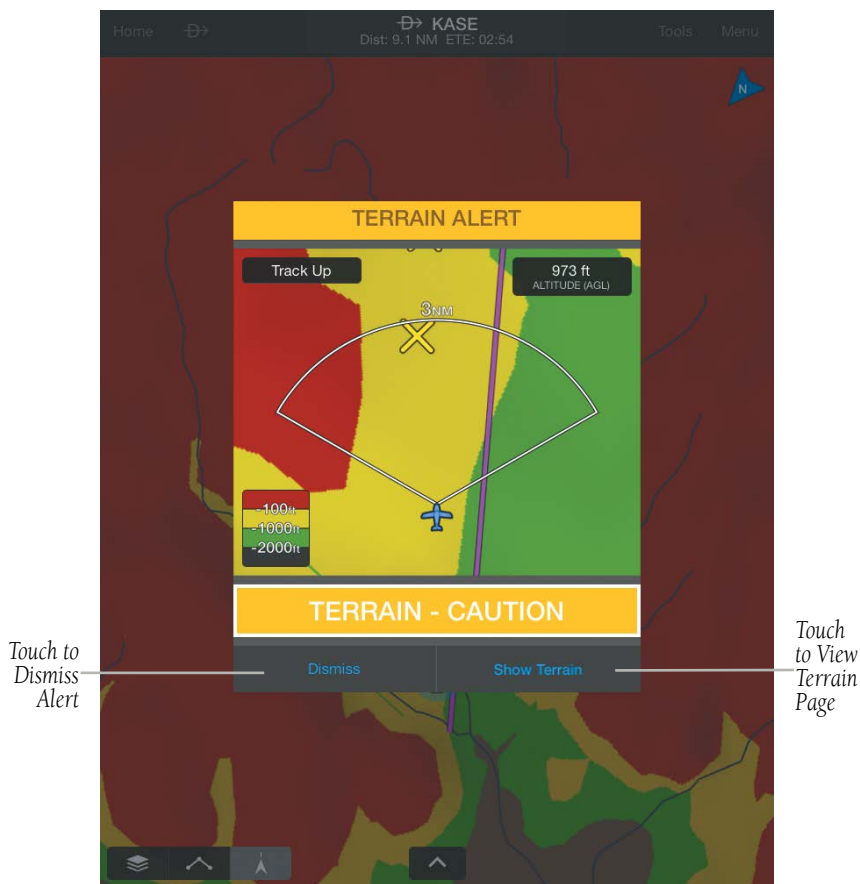 Home
D KASE
Dist: 9.1 NM ETE: 02:54
Tools Menu
N
TERRAIN ALERT
Track Up
973 ft
ALTITUDE (AGL)
3NM
-100ft
-1000ft
-2000ft
TERRAIN - CAUTION
Dismiss
Show Terrain
Touch to
Dismiss
Alert
Touch
to View
Terrain
Page